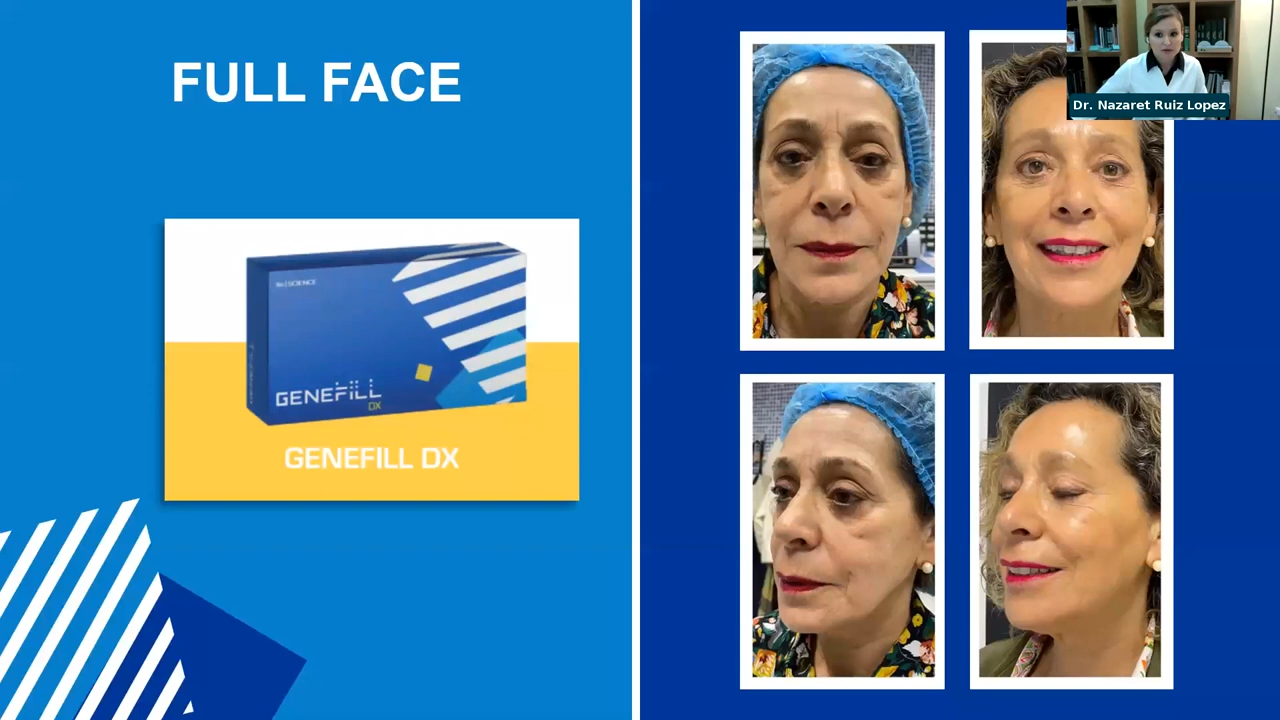 FULL FACE
Dr. Nazaret Ruiz Lopez
GENEFILL
DX
GENEFILL DX